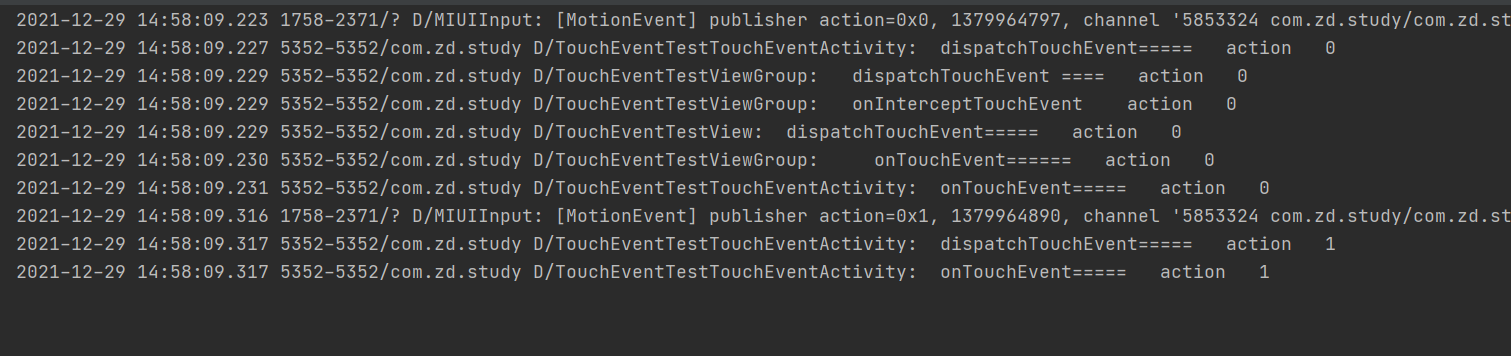 2021-12-29 14:58:09.223 1758-2371/? D/MIUIInput: [MotionEvent] publisher action=0x0, 1379964797, channel '5853324 com.zd.study/com.zd.st
2021-12-29 14:58:09.227 5352-5352/com.zd.study D/TouchEventTestTouchEventActivity:  dispatchTouchEvent=====   action   0
2021-12-29 14:58:09.229 5352-5352/com.zd.study D/TouchEventTestViewGroup:   dispatchTouchEvent ====   action   0
2021-12-29 14:58:09.229 5352-5352/com.zd.study D/TouchEventTestViewGroup:   onInterceptTouchEvent    action   0
2021-12-29 14:58:09.229 5352-5352/com.zd.study D/TouchEventTestView:  dispatchTouchEvent=====   action   0
2021-12-29 14:58:09.230 5352-5352/com.zd.study D/TouchEventTestViewGroup:     onTouchEvent======   action   0
2021-12-29 14:58:09.231 5352-5352/com.zd.study D/TouchEventTestTouchEventActivity:  onTouchEvent=====   action   0
2021-12-29 14:58:09.316 1758-2371/? D/MIUIInput: [MotionEvent] publisher action=0x1, 1379964890, channel '5853324 com.zd.study/com.zd.st
2021-12-29 14:58:09.317 5352-5352/com.zd.study D/TouchEventTestTouchEventActivity:  dispatchTouchEvent=====   action   1
2021-12-29 14:58:09.317 5352-5352/com.zd.study D/TouchEventTestTouchEventActivity:  onTouchEvent=====   action   1